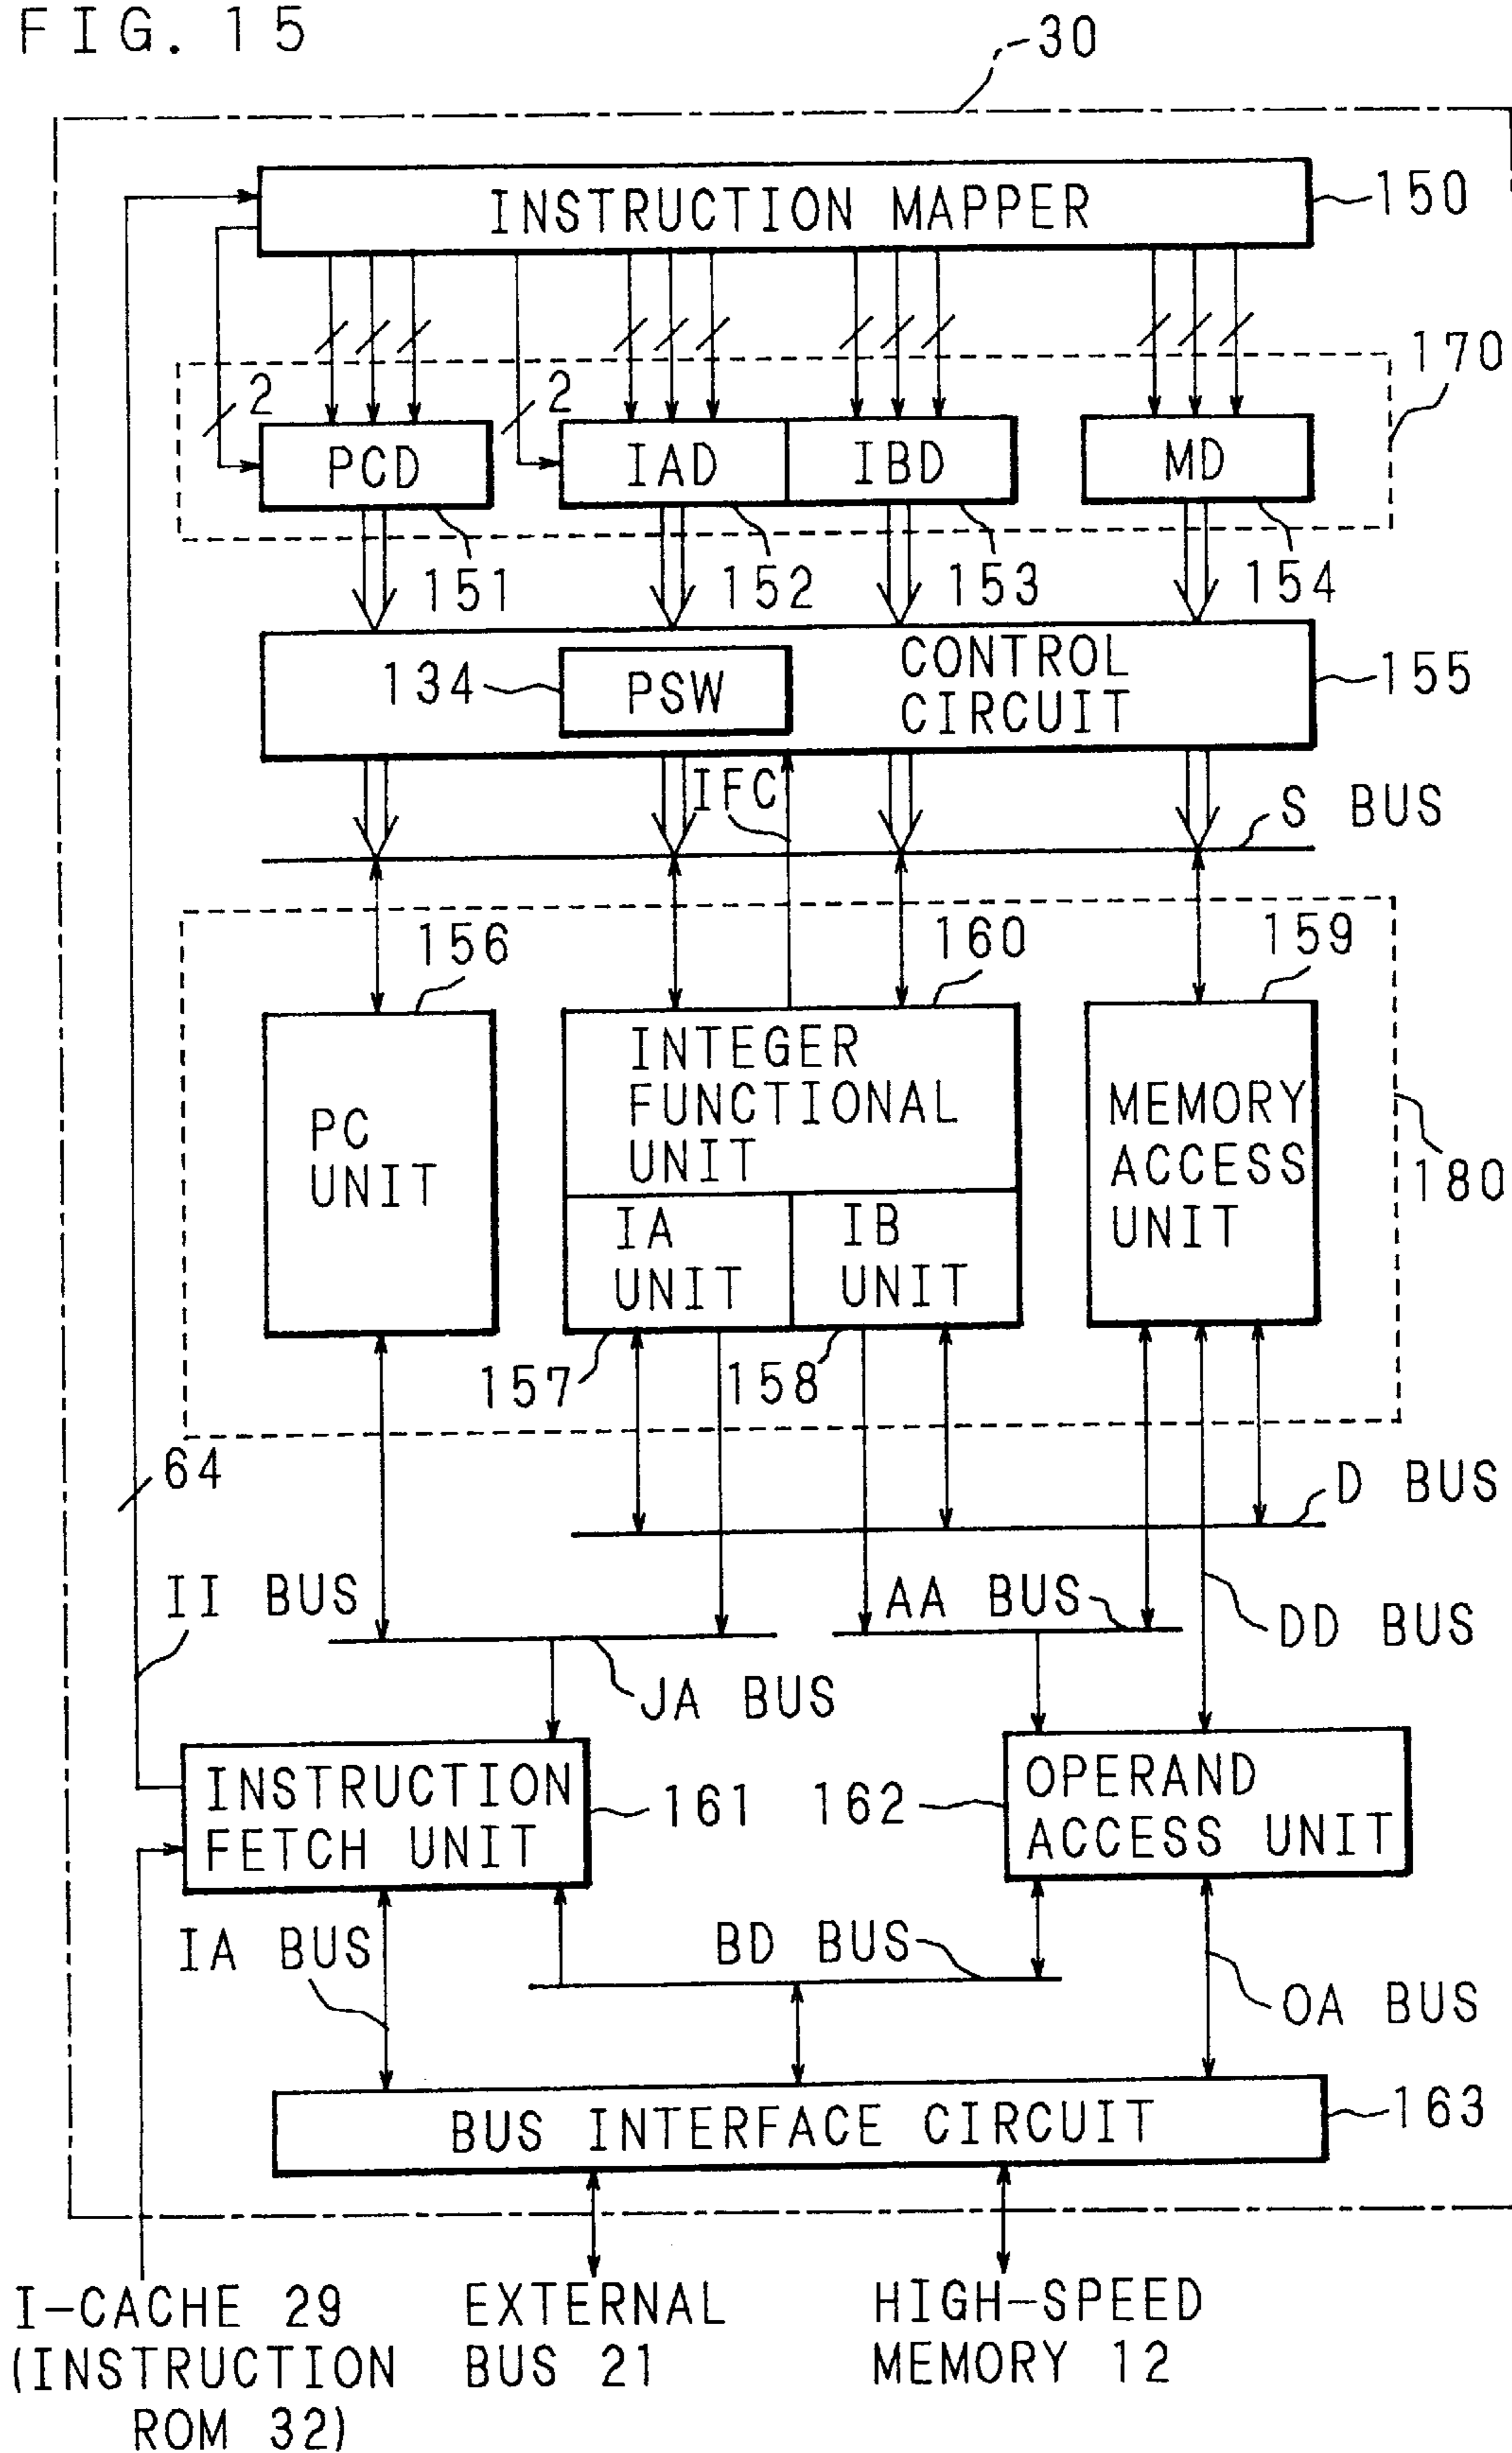 FIG. 15
30
INSTRUCTION MAPPER
150
170
2
2
PCD
IAD
IBD
MD
151
152
153
154
134
PSW
CONTROL
CIRCUIT
155
IFC
S BUS
156
160
159
PC
UNIT
INTEGER
FUNCTIONAL
UNIT
MEMORY
ACCESS
UNIT
180
IA
UNIT
IB
UNIT
157
158
64
D BUS
II BUS
AA BUS
DD BUS
JA BUS
INSTRUCTION
FETCH UNIT
161
162
OPERAND
ACCESS UNIT
IA BUS
BD BUS
OA BUS
BUS INTERFACE CIRCUIT
163
I-CACHE 29
(INSTRUCTION
ROM 32)
EXTERNAL
BUS 21
HIGH-SPEED
MEMORY 12